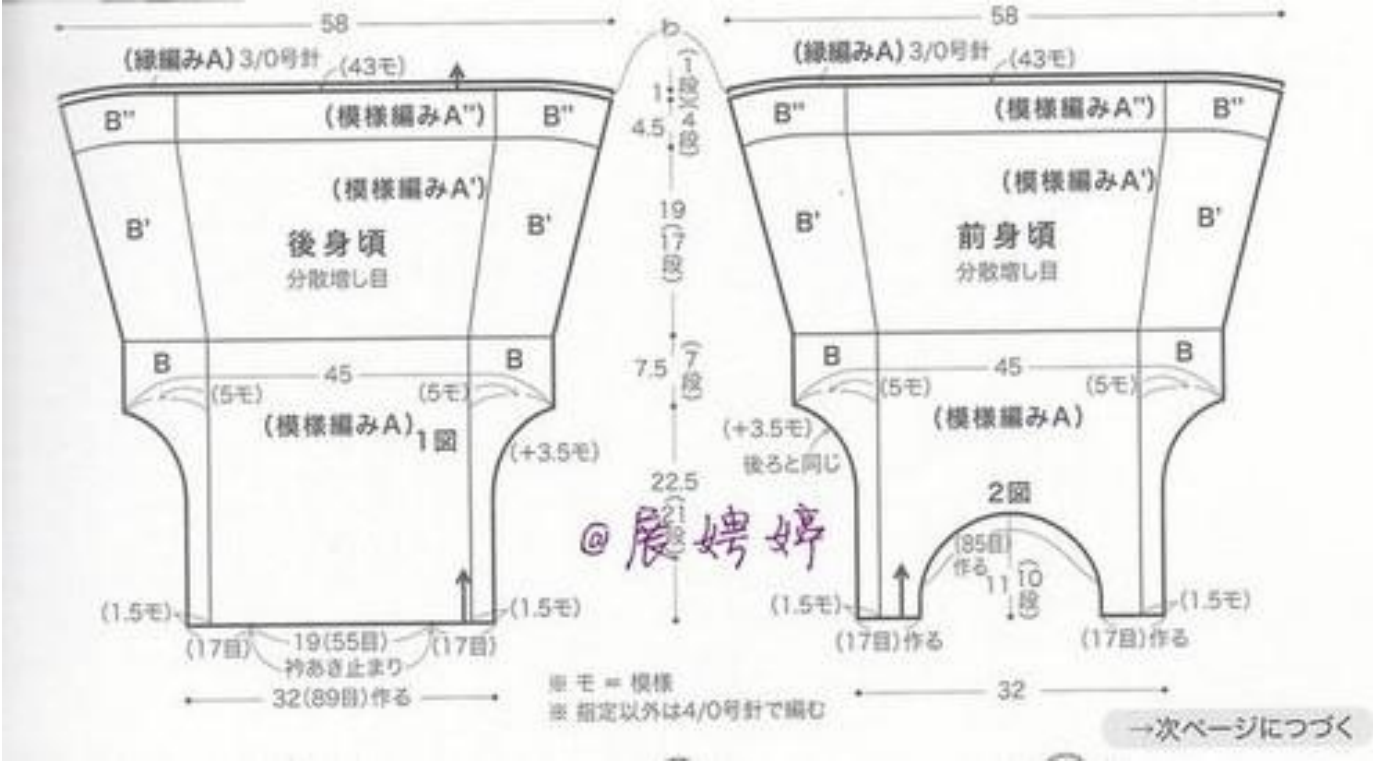 58
(縁編みA) 3/0号針
(43モ)
B"
(模様編みA")
B"
B'
(模様編みA')
B'
後身頃
分散増し目
B
B
45
(5モ)
(5モ)
(模様編みA)
1図
(+3.5モ)
(1.5モ)
(1.5モ)
(17目)
19(55目)
(17目)
衿あき止まり
32(89目)作る
1
(1段)
4.5
(4段)
19
(17段)
7.5
(7段)
22.5
(21段)
@展娉婷
※ モ = 模様
※ 指定以外は4/0号針で編む
58
(縁編みA) 3/0号針
(43モ)
B"
(模様編みA")
B"
B'
(模様編みA')
B'
前身頃
分散増し目
B
B
45
(5モ)
(5モ)
(模様編みA)
(+3.5モ)
後ろと同じ
2図
(85目)
作る
11
(10段)
(1.5モ)
(1.5モ)
(17目)作る
(17目)作る
32
→次ページにつづく